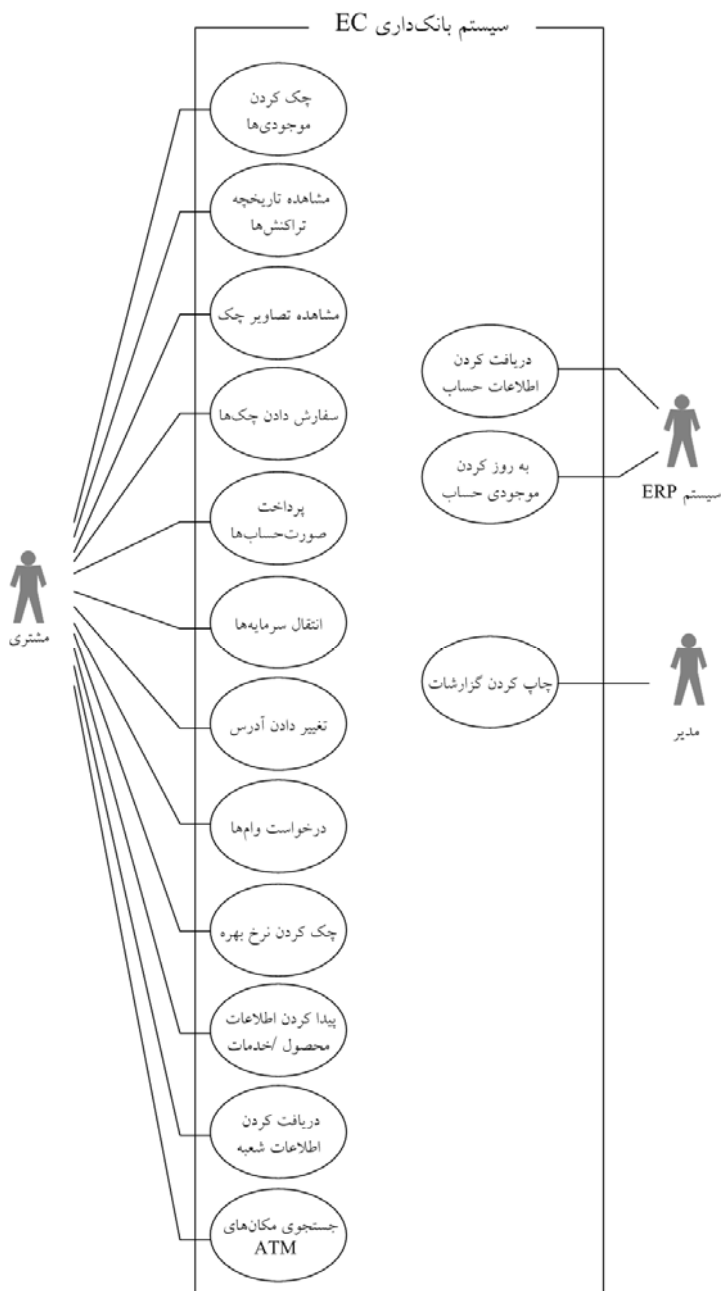 سیستم بانک‌داری EC
چک کردن
موجودی‌ها
مشاهده تاریخچه
تراکنش‌ها
مشاهده تصاویر چک
سفارش دادن چک‌ها
پرداخت
صورت‌حساب‌ها
انتقال سرمایه‌ها
تغییر دادن آدرس
درخواست وام‌ها
چک کردن نرخ بهره
پیدا کردن اطلاعات
محصول /خدمات
دریافت کردن
اطلاعات شعبه
جستجوی مکان‌های
ATM
مشتری
دریافت کردن
اطلاعات حساب
به روز کردن
موجودی حساب
سیستم ERP
چاپ کردن گزارشات
مدیر